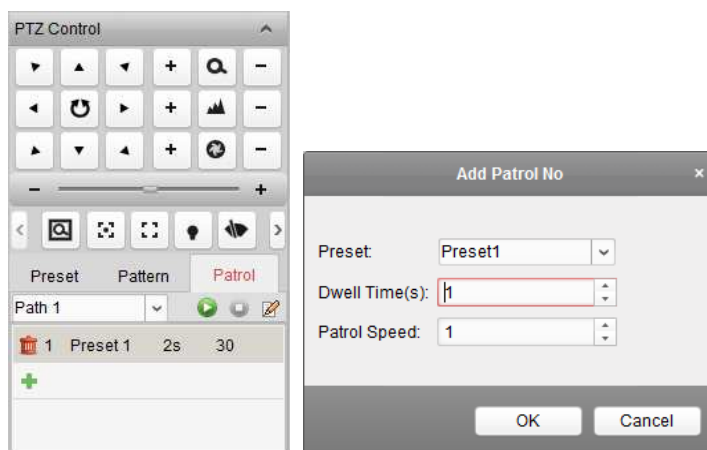 PTZ Control
Preset Pattern Patrol
Path 1
1 Preset 1 2s 30
Add Patrol No
Preset: Preset1
Dwell Time(s): 1
Patrol Speed: 1
OK Cancel